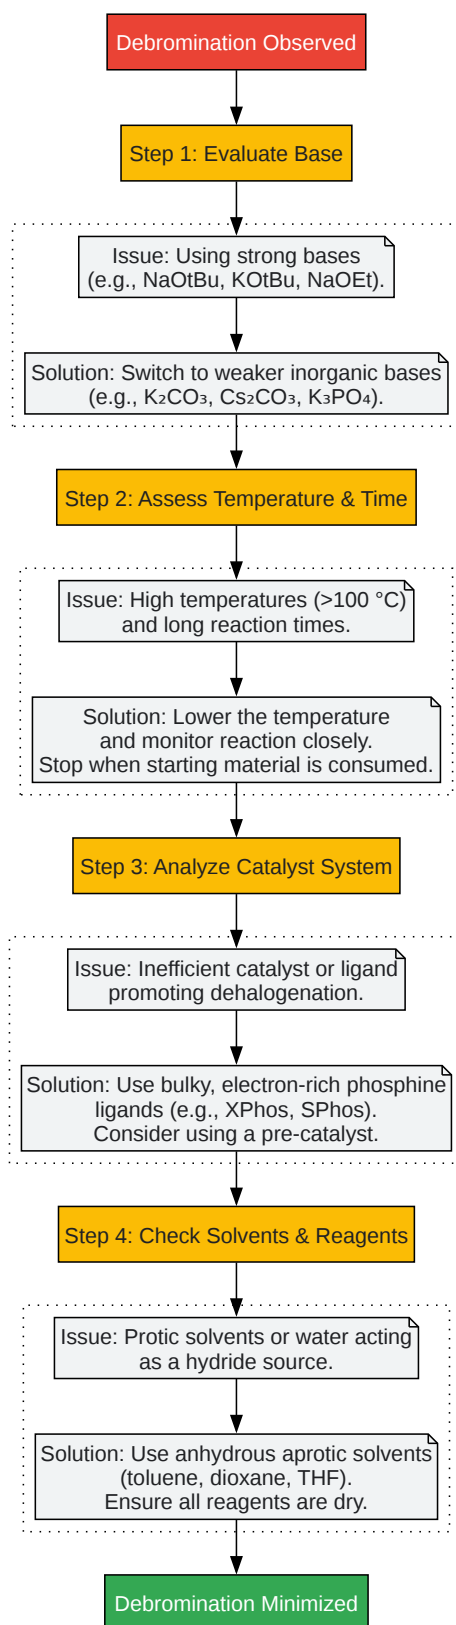 Debromination Observed
Step 1: Evaluate Base
Issue: Using strong bases
(e.g., NaOtBu, KOtBu, NaOEt).
Solution: Switch to weaker inorganic bases
(e.g., K₂CO₃, Cs₂CO₃, K₃PO₄).
Step 2: Assess Temperature & Time
Issue: High temperatures (>100 °C)
and long reaction times.
Solution: Lower the temperature
and monitor reaction closely.
Stop when starting material is consumed.
Step 3: Analyze Catalyst System
Issue: Inefficient catalyst or ligand
promoting dehalogenation.
Solution: Use bulky, electron-rich phosphine
ligands (e.g., XPhos, SPhos).
Consider using a pre-catalyst.
Step 4: Check Solvents & Reagents
Issue: Protic solvents or water acting
as a hydride source.
Solution: Use anhydrous aprotic solvents
(toluene, dioxane, THF).
Ensure all reagents are dry.
Debromination Minimized